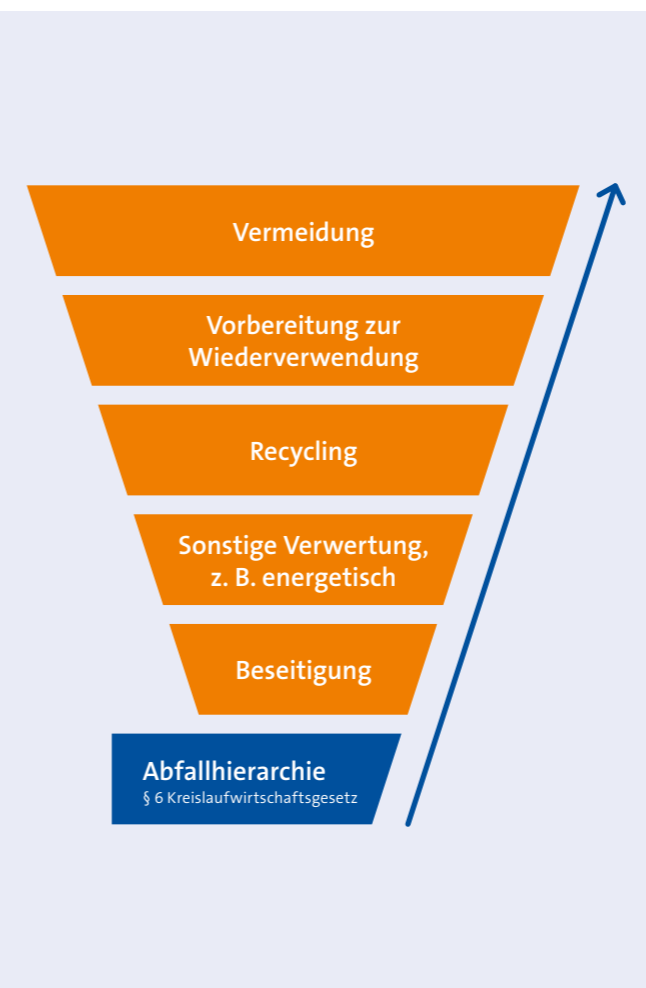 Vermeidung
Vorbereitung zur
Wiederverwendung
Recycling
Sonstige Verwertung,
z. B. energetisch
Beseitigung
Abfallhierarchie
§ 6 Kreislaufwirtschaftsgesetz